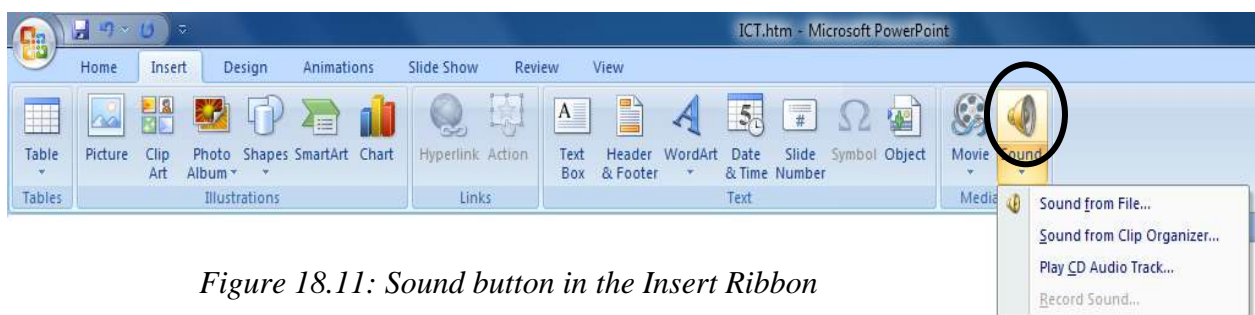 ICT.htm - Microsoft PowerPoint
Home Insert Design Animations Slide Show Review View
Table Picture Clip Art Photo Album Shapes SmartArt Chart Hyperlink Action Text Box Header & Footer WordArt Date & Time Slide Number Symbol Object Movie Sound
Tables Illustrations Links Text Media
Sound from File...
Sound from Clip Organizer...
Play CD Audio Track...
Record Sound...
Figure 18.11: Sound button in the Insert Ribbon